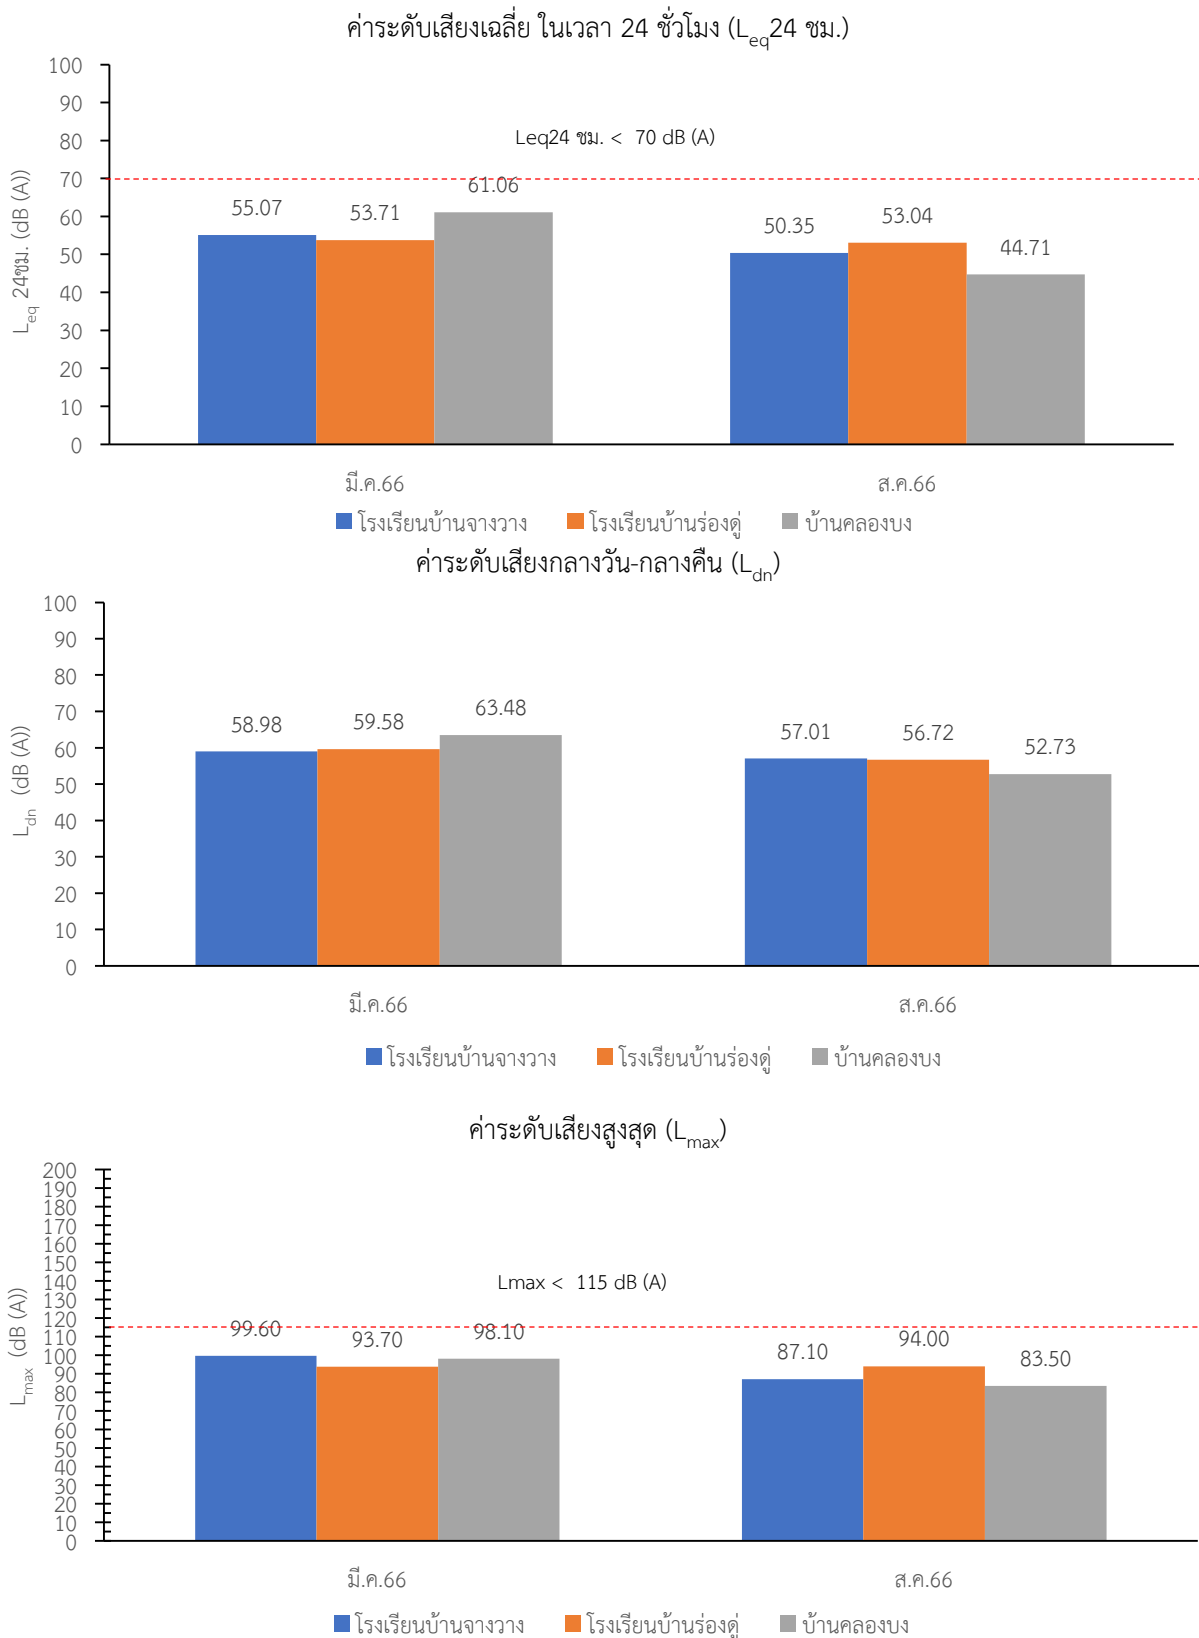 ค่าระดับเสียงเฉลี่ย ในเวลา 24 ชั่วโมง (Leq24 ชม.)
Leq 24ชม. (dB (A))
100
90
80
70
60
50
40
30
20
10
0
Leq24 ชม. < 70 dB (A)
55.07 53.71 61.06 50.35 53.04 44.71
มี.ค.66 ส.ค.66
โรงเรียนบ้านจางวาง โรงเรียนบ้านร่องดู่ บ้านคลองบง
ค่าระดับเสียงกลางวัน-กลางคืน (Ldn)
Ldn (dB (A))
100
90
80
70
60
50
40
30
20
10
0
58.98 59.58 63.48 57.01 56.72 52.73
มี.ค.66 ส.ค.66
โรงเรียนบ้านจางวาง โรงเรียนบ้านร่องดู่ บ้านคลองบง
ค่าระดับเสียงสูงสุด (Lmax)
Lmax (dB (A))
200
190
180
170
160
150
140
130
120
110
100
90
80
70
60
50
40
30
20
10
0
Lmax < 115 dB (A)
99.60 93.70 98.10 87.10 94.00 83.50
มี.ค.66 ส.ค.66
โรงเรียนบ้านจางวาง โรงเรียนบ้านร่องดู่ บ้านคลองบง